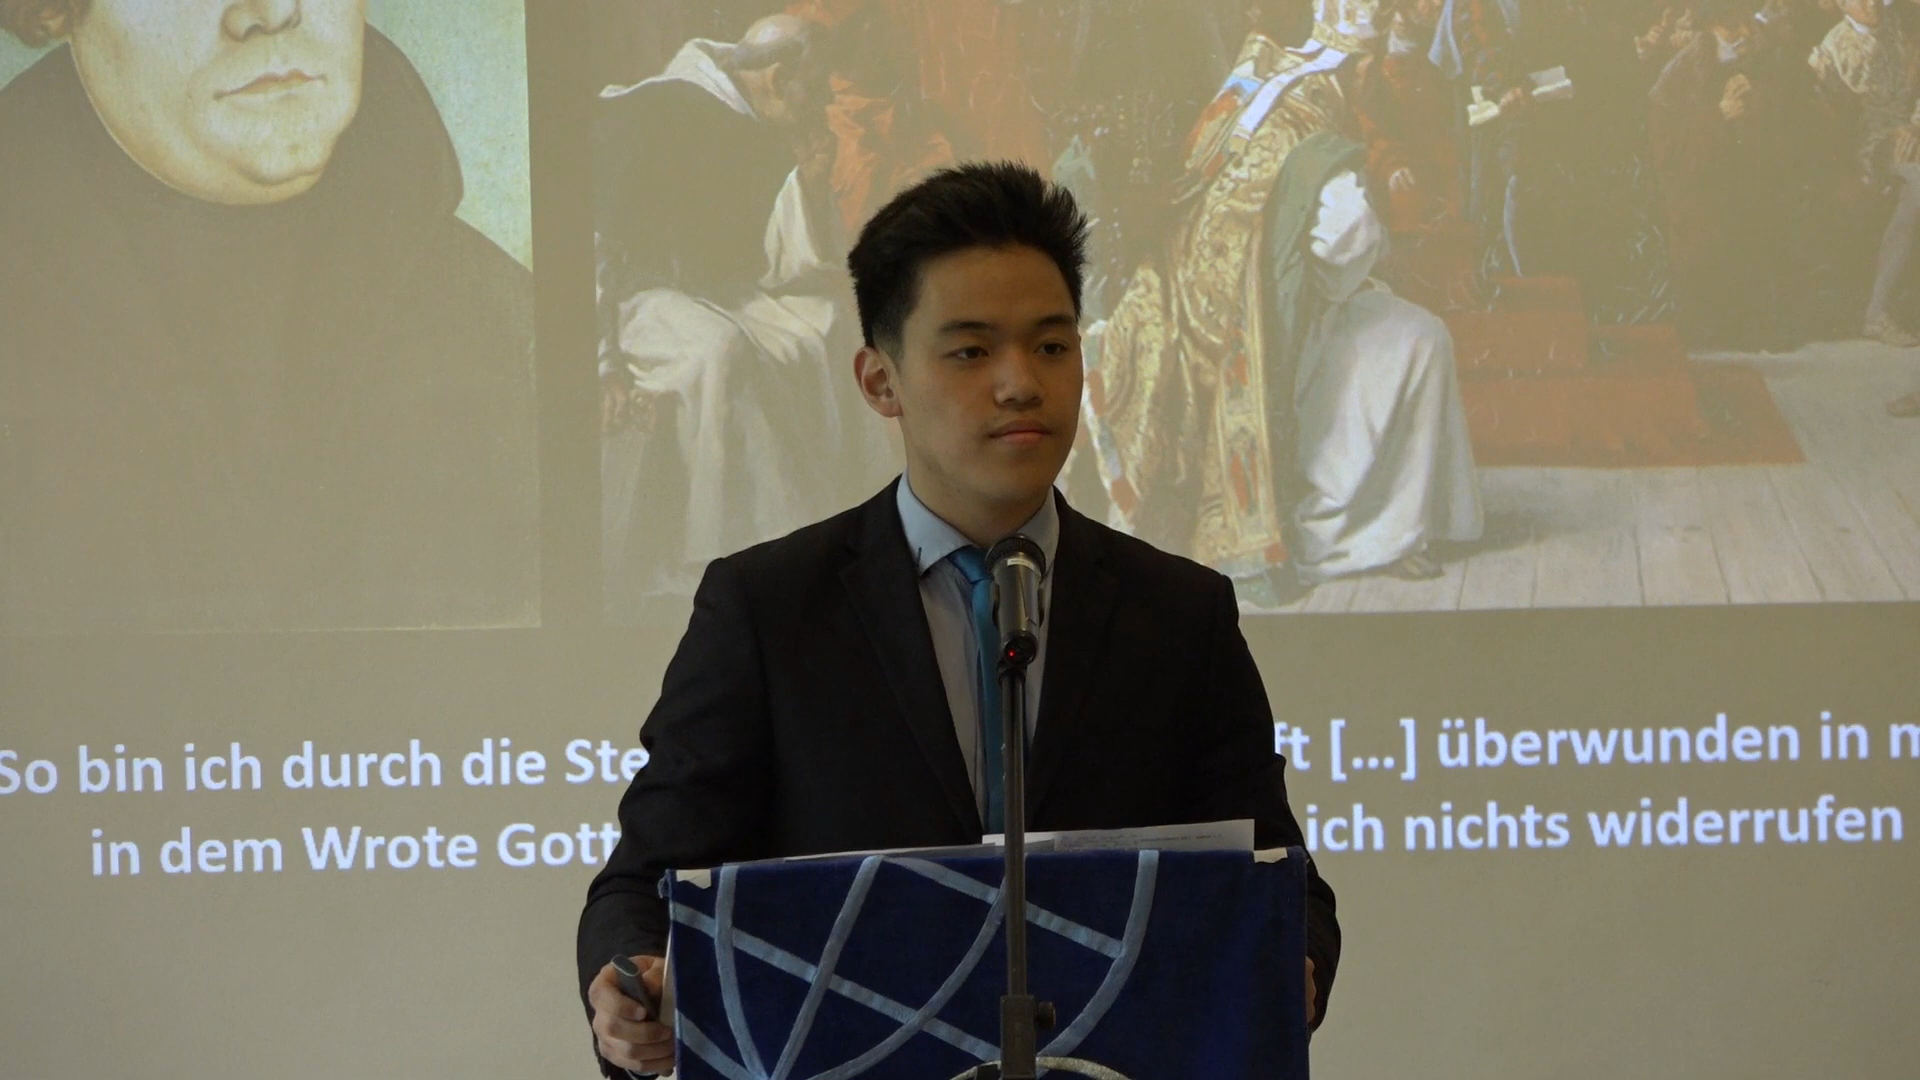 So bin ich durch die Ste ft [...] überwunden in m
in dem Wrote Gott ich nichts widerrufen